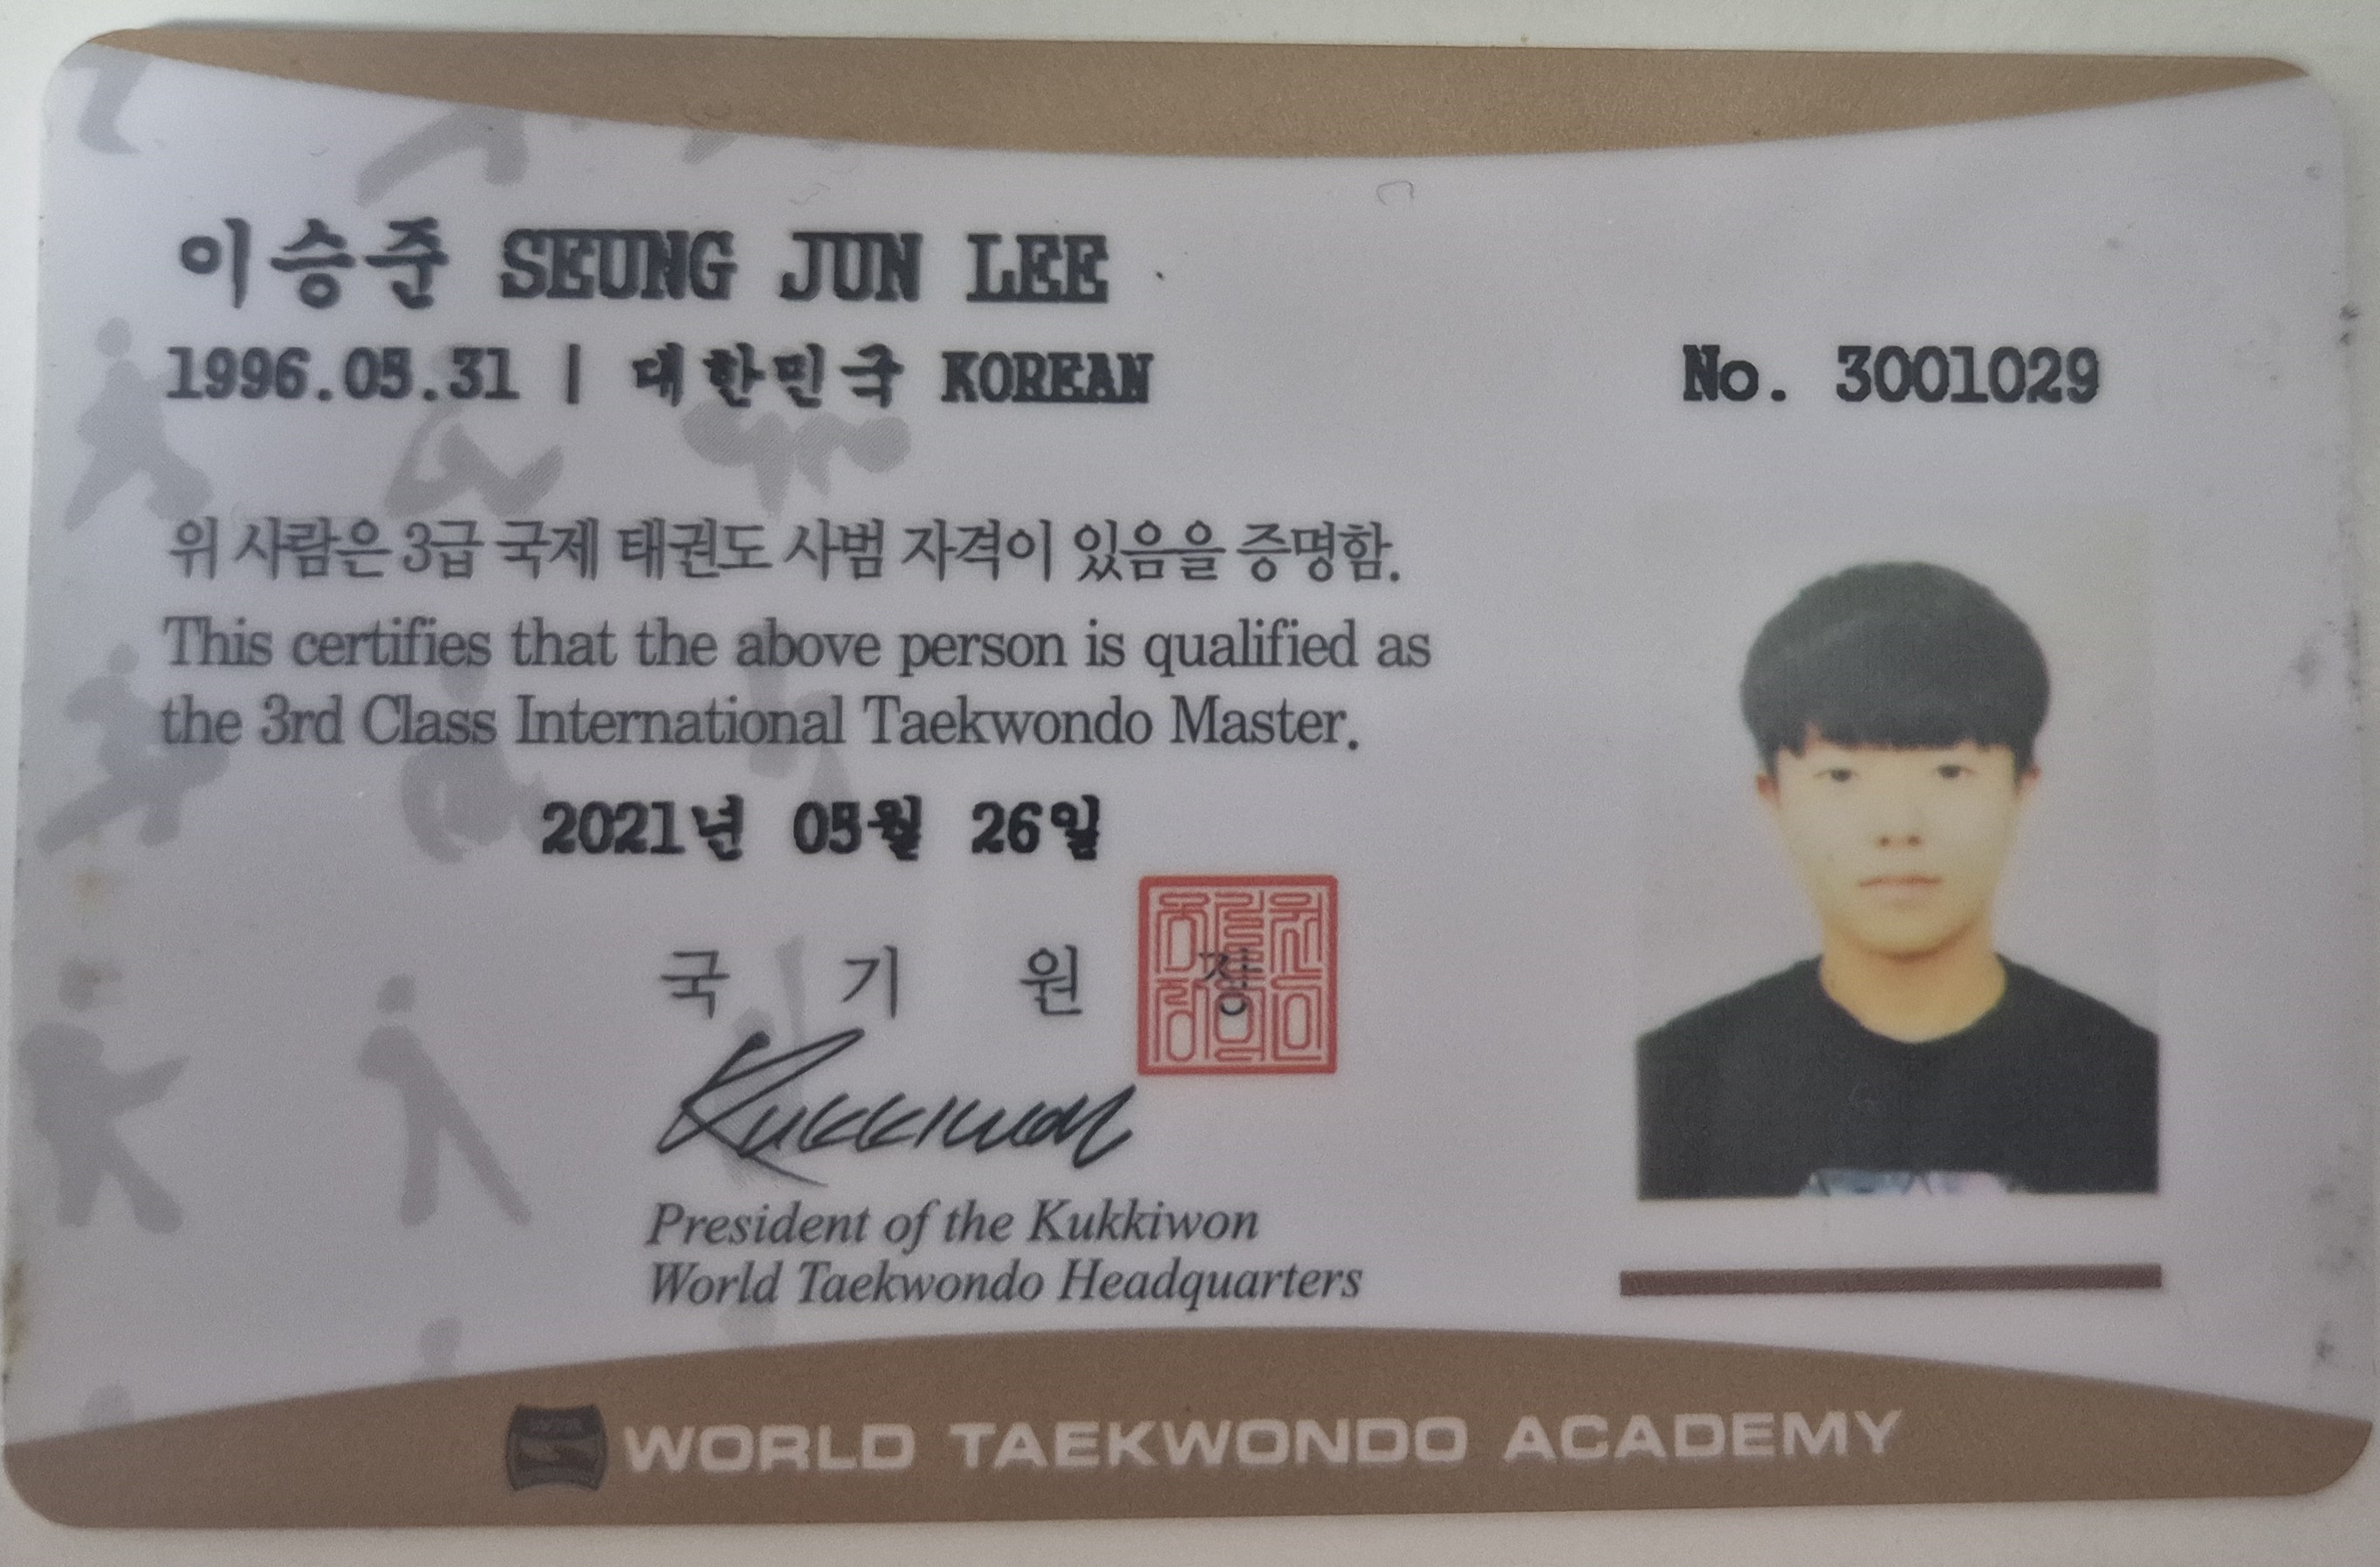 이승준 SEUNG JUN LEE
1996.05.31 | 대한민국 KOREAN
No. 3001029
위 사람은 3급 국제 태권도 사범 자격이 있음을 증명함.
This certifies that the above person is qualified as
the 3rd Class International Taekwondo Master.
2021년 05월 26일
국 기 원 장
Kukkiwon
President of the Kukkiwon
World Taekwondo Headquarters
WORLD TAEKWONDO ACADEMY